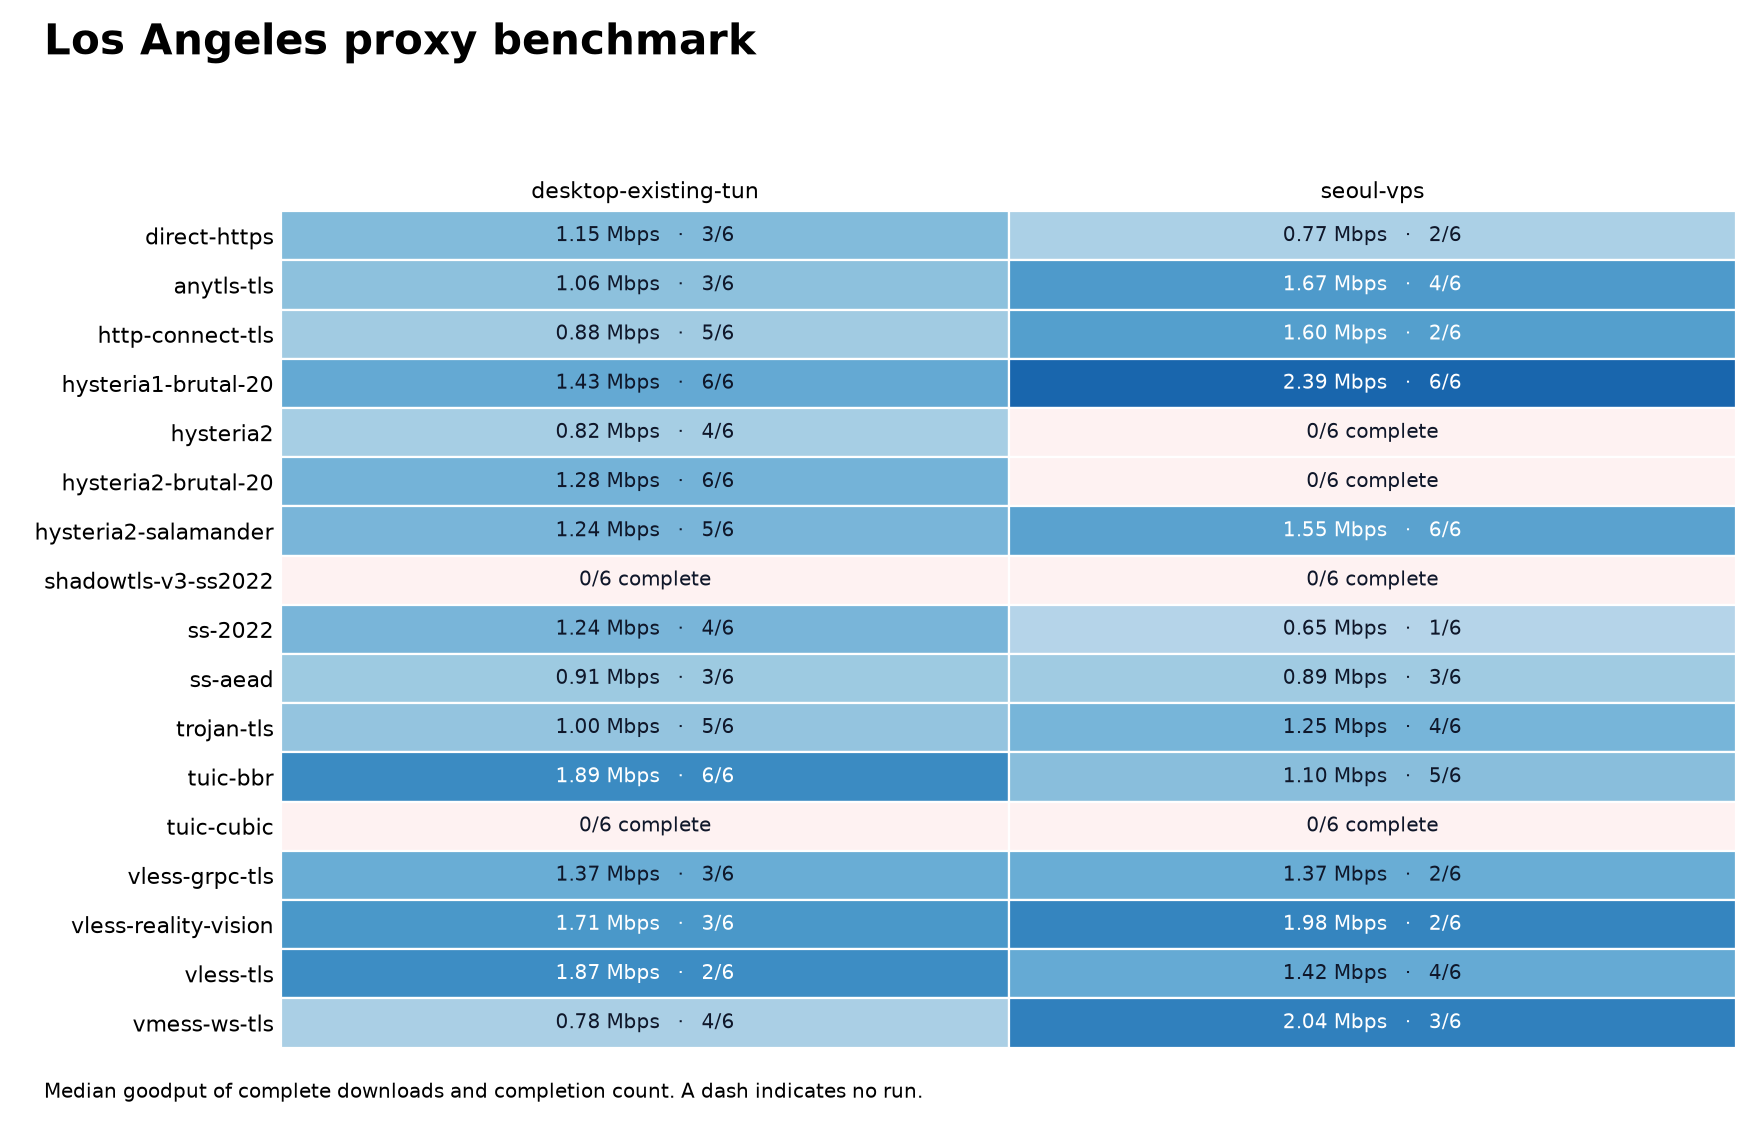 Los Angeles proxy benchmark
desktop-existing-tun seoul-vps
direct-https 1.15 Mbps · 3/6 0.77 Mbps · 2/6
anytls-tls 1.06 Mbps · 3/6 1.67 Mbps · 4/6
http-connect-tls 0.88 Mbps · 5/6 1.60 Mbps · 2/6
hysteria1-brutal-20 1.43 Mbps · 6/6 2.39 Mbps · 6/6
hysteria2 0.82 Mbps · 4/6 0/6 complete
hysteria2-brutal-20 1.28 Mbps · 6/6 0/6 complete
hysteria2-salamander 1.24 Mbps · 5/6 1.55 Mbps · 6/6
shadowtls-v3-ss2022 0/6 complete 0/6 complete
ss-2022 1.24 Mbps · 4/6 0.65 Mbps · 1/6
ss-aead 0.91 Mbps · 3/6 0.89 Mbps · 3/6
trojan-tls 1.00 Mbps · 5/6 1.25 Mbps · 4/6
tuic-bbr 1.89 Mbps · 6/6 1.10 Mbps · 5/6
tuic-cubic 0/6 complete 0/6 complete
vless-grpc-tls 1.37 Mbps · 3/6 1.37 Mbps · 2/6
vless-reality-vision 1.71 Mbps · 3/6 1.98 Mbps · 2/6
vless-tls 1.87 Mbps · 2/6 1.42 Mbps · 4/6
vmess-ws-tls 0.78 Mbps · 4/6 2.04 Mbps · 3/6
Median goodput of complete downloads and completion count. A dash indicates no run.